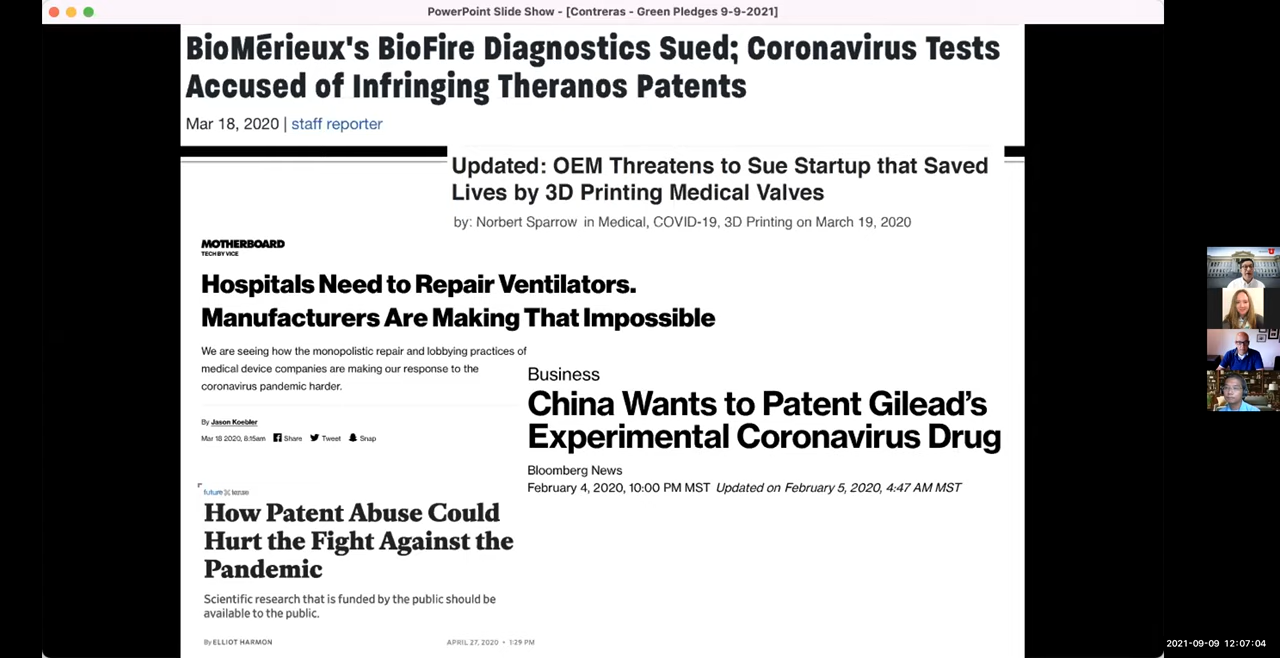 PowerPoint Slide Show - [Contreras - Green Pledges 9-9-2021]
BioMérieux's BioFire Diagnostics Sued; Coronavirus Tests
Accused of Infringing Theranos Patents
Mar 18, 2020 | staff reporter
Updated: OEM Threatens to Sue Startup that Saved
Lives by 3D Printing Medical Valves
by: Norbert Sparrow in Medical, COVID-19, 3D Printing on March 19, 2020
MOTHERBOARD
TECH BY VICE
Hospitals Need to Repair Ventilators.
Manufacturers Are Making That Impossible
We are seeing how the monopolistic repair and lobbying practices of
medical device companies are making our response to the
coronavirus pandemic harder.
By Jason Koebler
Mar 18 2020, 8:15am Share Tweet Snap
Business
China Wants to Patent Gilead's
Experimental Coronavirus Drug
Bloomberg News
February 4, 2020, 10:00 PM MST Updated on February 5, 2020, 4:47 AM MST
future tense
How Patent Abuse Could
Hurt the Fight Against the
Pandemic
Scientific research that is funded by the public should be
available to the public.
By ELLIOT HARMON
APRIL 27, 2020 • 1:29 PM
2021-09-09 12:07:04